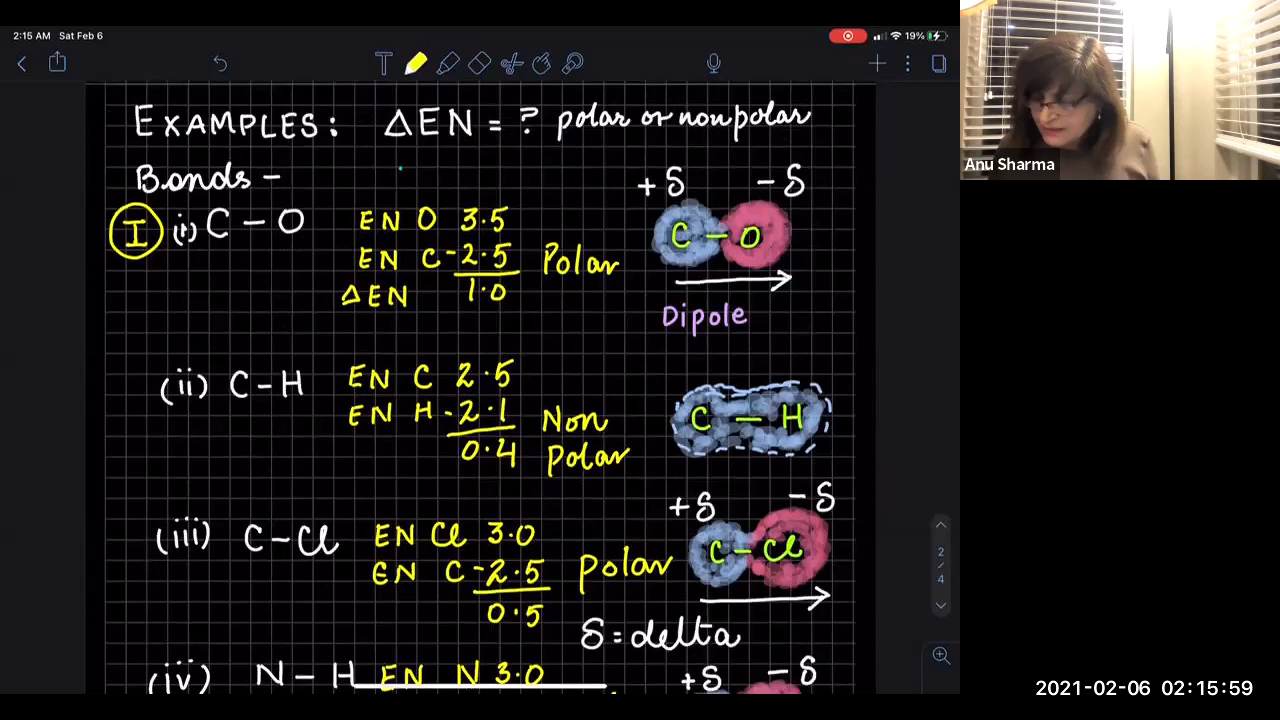 2:15 AM Sat Feb 6
19%
EXAMPLES: ΔEN = ? polar or nonpolar
Bonds -
I (i) C - O
EN O 3.5
EN C - 2.5
ΔEN 1.0
Polar
+δ -δ
C - O
Dipole
(ii) C - H
EN C 2.5
EN H - 2.1
0.4
Non
polar
C - H
(iii) C - Cl
EN Cl 3.0
EN C - 2.5
0.5
polar
+δ -δ
C - Cl
δ = delta
(iv) N - H
EN N 3.0
+δ -δ
2
/
4
Anu Sharma
2021-02-06 02:15:59